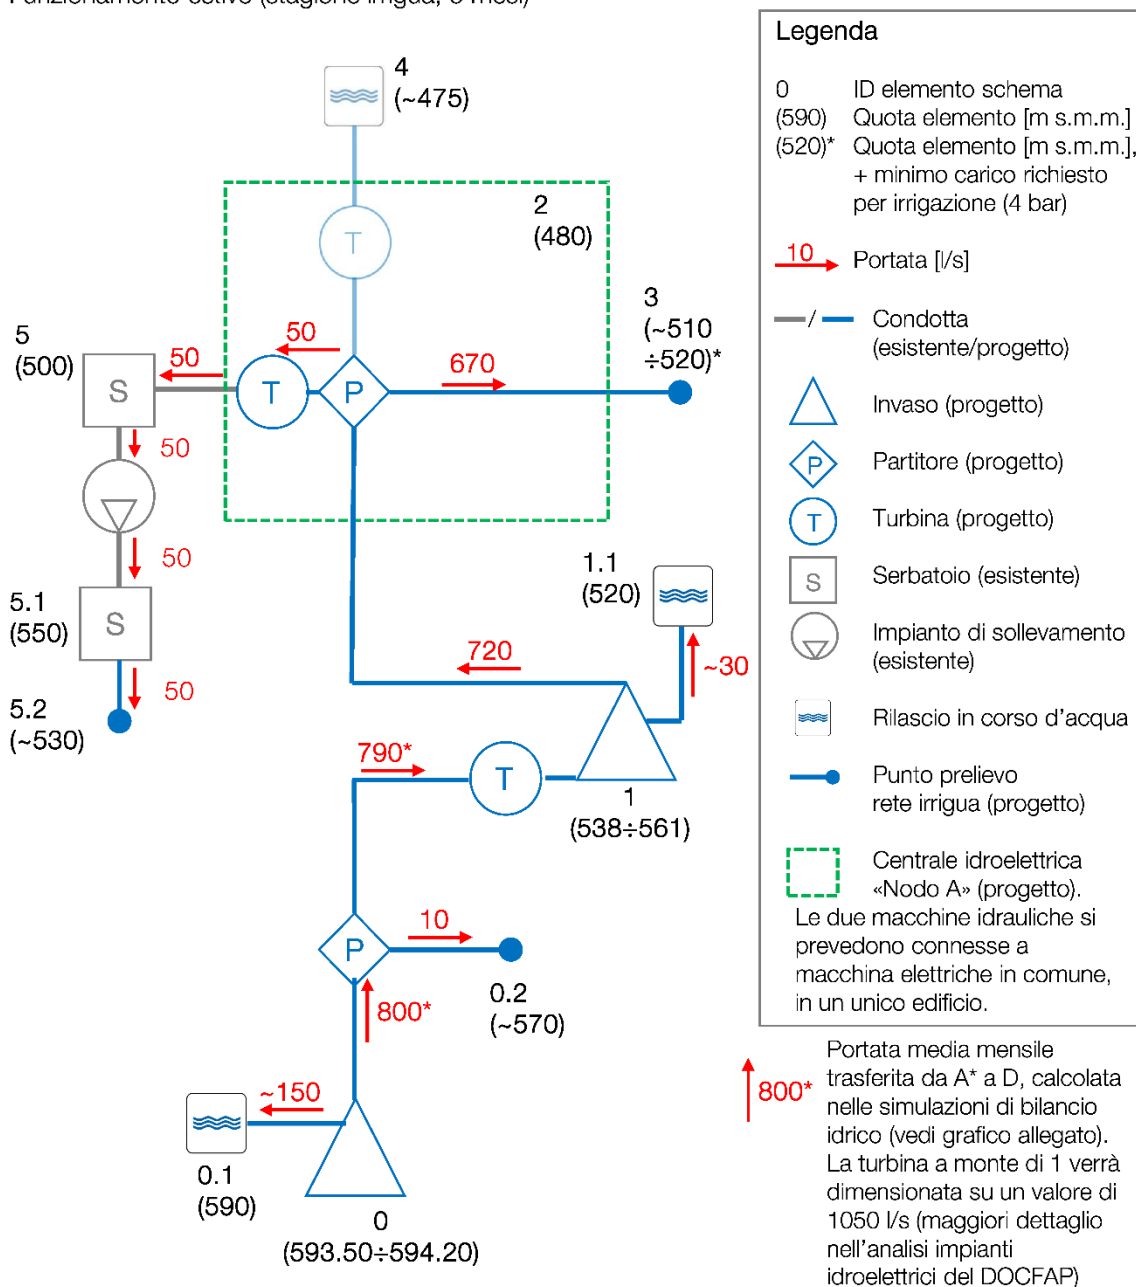 Funzionamento estivo (stagione irrigua,
4
(~475)
2
(480)
T
3
(~510
÷520)*
5
(500)
50
50
670
S
T
P
50
50
5.1
(550)
S
50
5.2
(~530)
1.1
(520)
720
~30
790*
T
1
(538÷561)
10
P
0.2
(~570)
800*
~150
0.1
(590)
0
(593.50÷594.20)
Legenda
0 ID elemento schema
(590) Quota elemento [m s.m.m.]
(520)* Quota elemento [m s.m.m.],
+ minimo carico richiesto
per irrigazione (4 bar)
10 Portata [l/s]
/ Condotta
(esistente/progetto)
Invaso (progetto)
P Partitore (progetto)
T Turbina (progetto)
S Serbatoio (esistente)
Impianto di sollevamento
(esistente)
Rilascio in corso d'acqua
Punto prelievo
rete irrigua (progetto)
Centrale idroelettrica
«Nodo A» (progetto).
Le due macchine idrauliche si
prevedono connesse a
macchina elettriche in comune,
in un unico edificio.
Portata media mensile
800* trasferita da A* a D, calcolata
nelle simulazioni di bilancio
idrico (vedi grafico allegato).
La turbina a monte di 1 verrà
dimensionata su un valore di
1050 l/s (maggiori dettaglio
nell'analisi impianti
idroelettrici del DOCFAP)